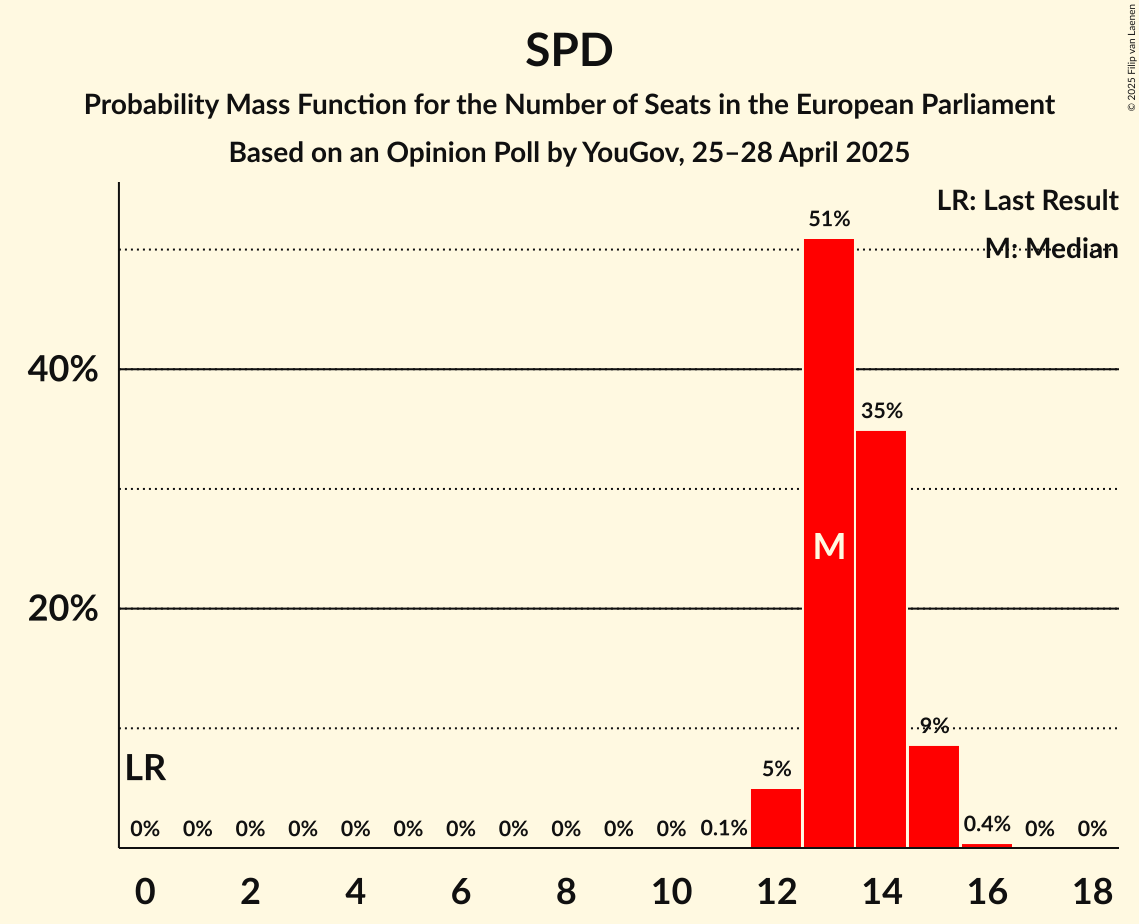 SPD
Probability Mass Function for the Number of Seats in the European Parliament
Based on an Opinion Poll by YouGov, 25–28 April 2025
© 2025 Filip van Laenen
LR: Last Result
M: Median
51%
40%
35%
M
20%
9%
LR
5%
0% 0% 0% 0% 0% 0% 0% 0% 0% 0% 0% 0.1% 0.4% 0% 0%
0 2 4 6 8 10 12 14 16 18